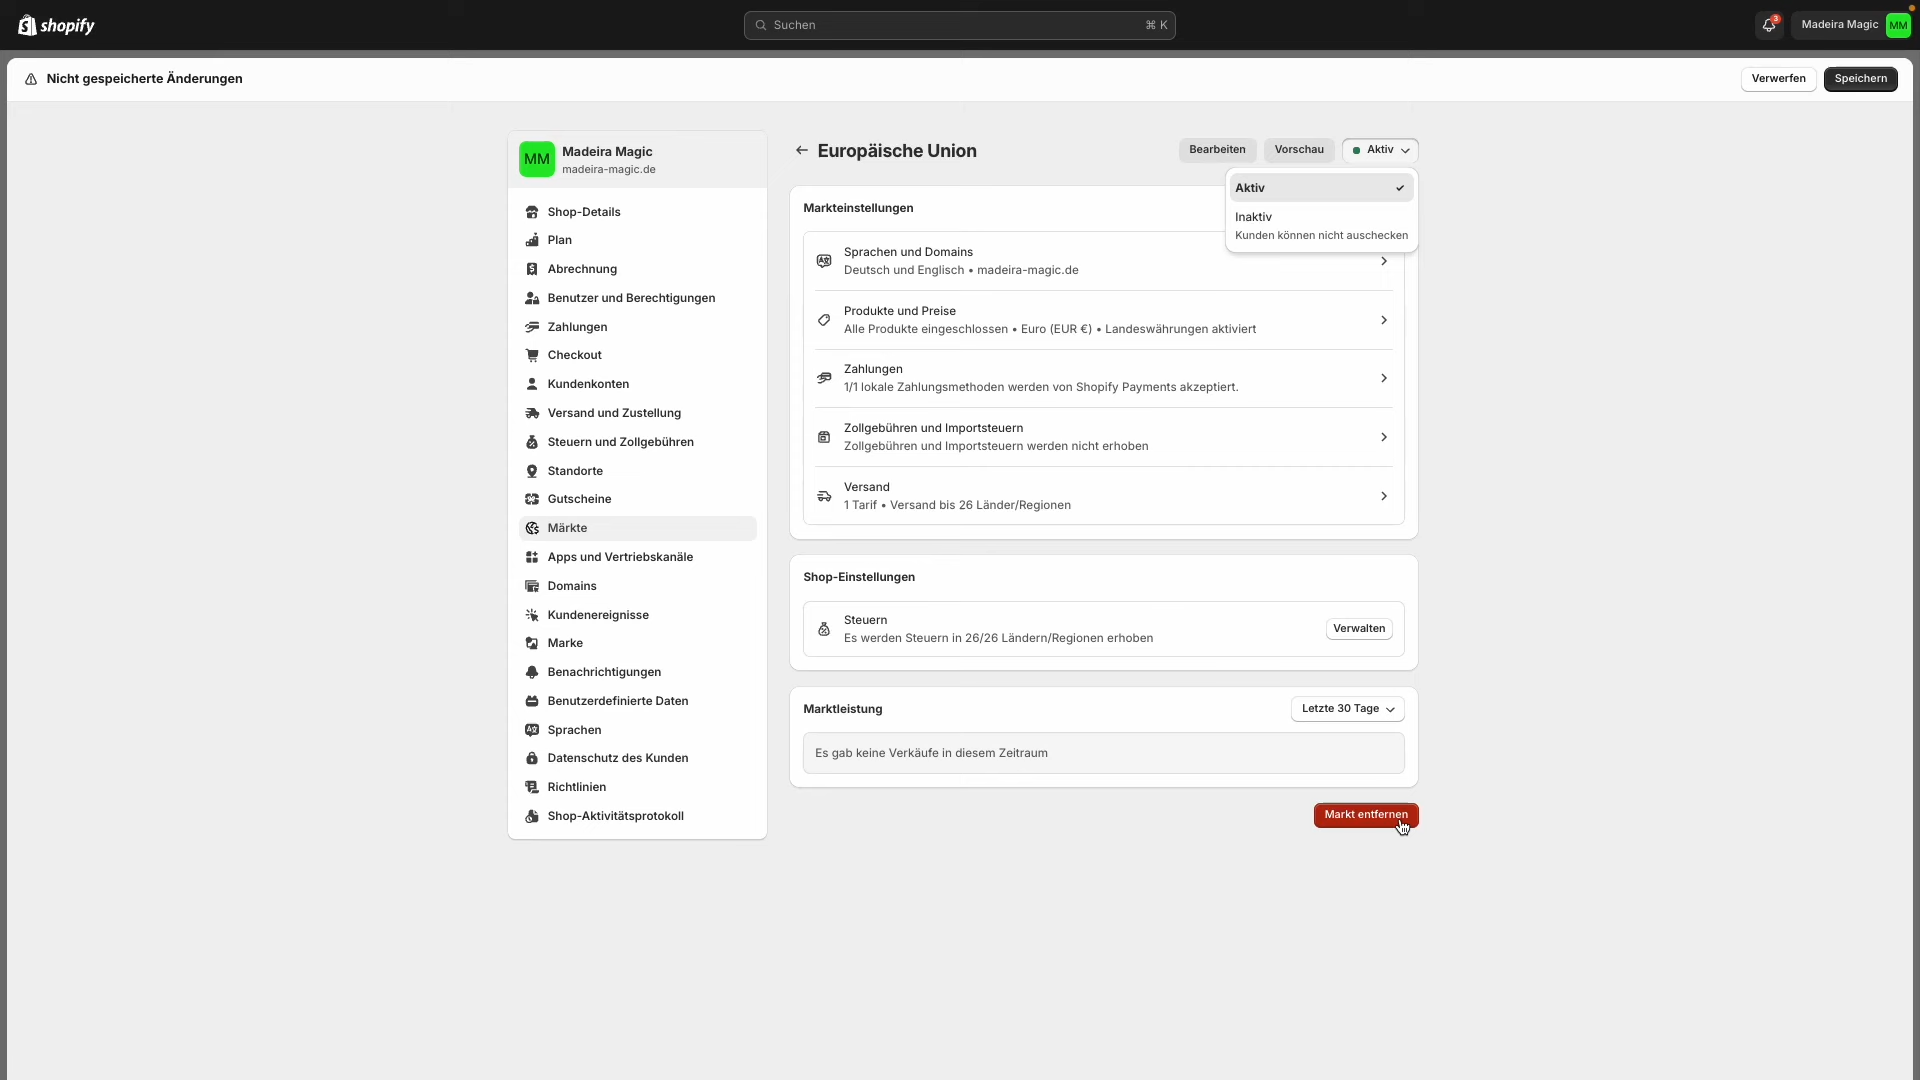 shopify
Suchen
⌘ K
3
Madeira Magic
MM
Nicht gespeicherte Änderungen
Verwerfen
Speichern
MM
Madeira Magic
madeira-magic.de
Shop-Details
Plan
Abrechnung
Benutzer und Berechtigungen
Zahlungen
Checkout
Kundenkonten
Versand und Zustellung
Steuern und Zollgebühren
Standorte
Gutscheine
Märkte
Apps und Vertriebskanäle
Domains
Kundenereignisse
Marke
Benachrichtigungen
Benutzerdefinierte Daten
Sprachen
Datenschutz des Kunden
Richtlinien
Shop-Aktivitätsprotokoll
Europäische Union
Bearbeiten
Vorschau
Aktiv
Aktiv
Inaktiv
Kunden können nicht auschecken
Markteinstellungen
Sprachen und Domains
Deutsch und Englisch • madeira-magic.de
Produkte und Preise
Alle Produkte eingeschlossen • Euro (EUR €) • Landeswährungen aktiviert
Zahlungen
1/1 lokale Zahlungsmethoden werden von Shopify Payments akzeptiert.
Zollgebühren und Importsteuern
Zollgebühren und Importsteuern werden nicht erhoben
Versand
1 Tarif • Versand bis 26 Länder/Regionen
Shop-Einstellungen
Steuern
Es werden Steuern in 26/26 Ländern/Regionen erhoben
Verwalten
Marktleistung
Letzte 30 Tage
Es gab keine Verkäufe in diesem Zeitraum
Markt entfernen